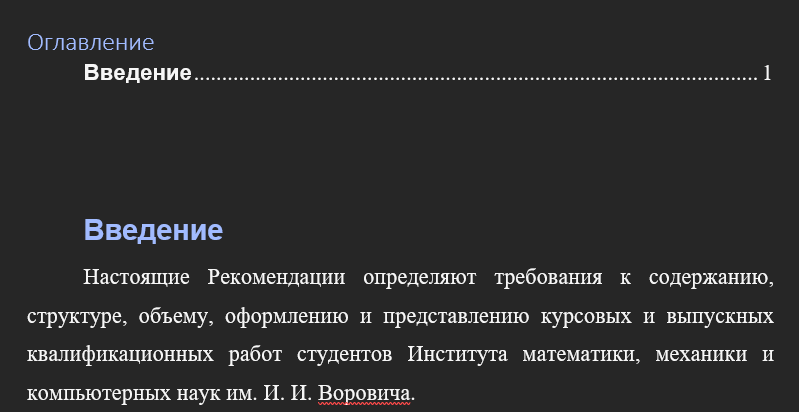 Оглавление
Введение.................................................................................................... 1
Введение
Настоящие Рекомендации определяют требования к содержанию,
структуре, объему, оформлению и представлению курсовых и выпускных
квалификационных работ студентов Института математики, механики и
компьютерных наук им. И. И. Воровича.